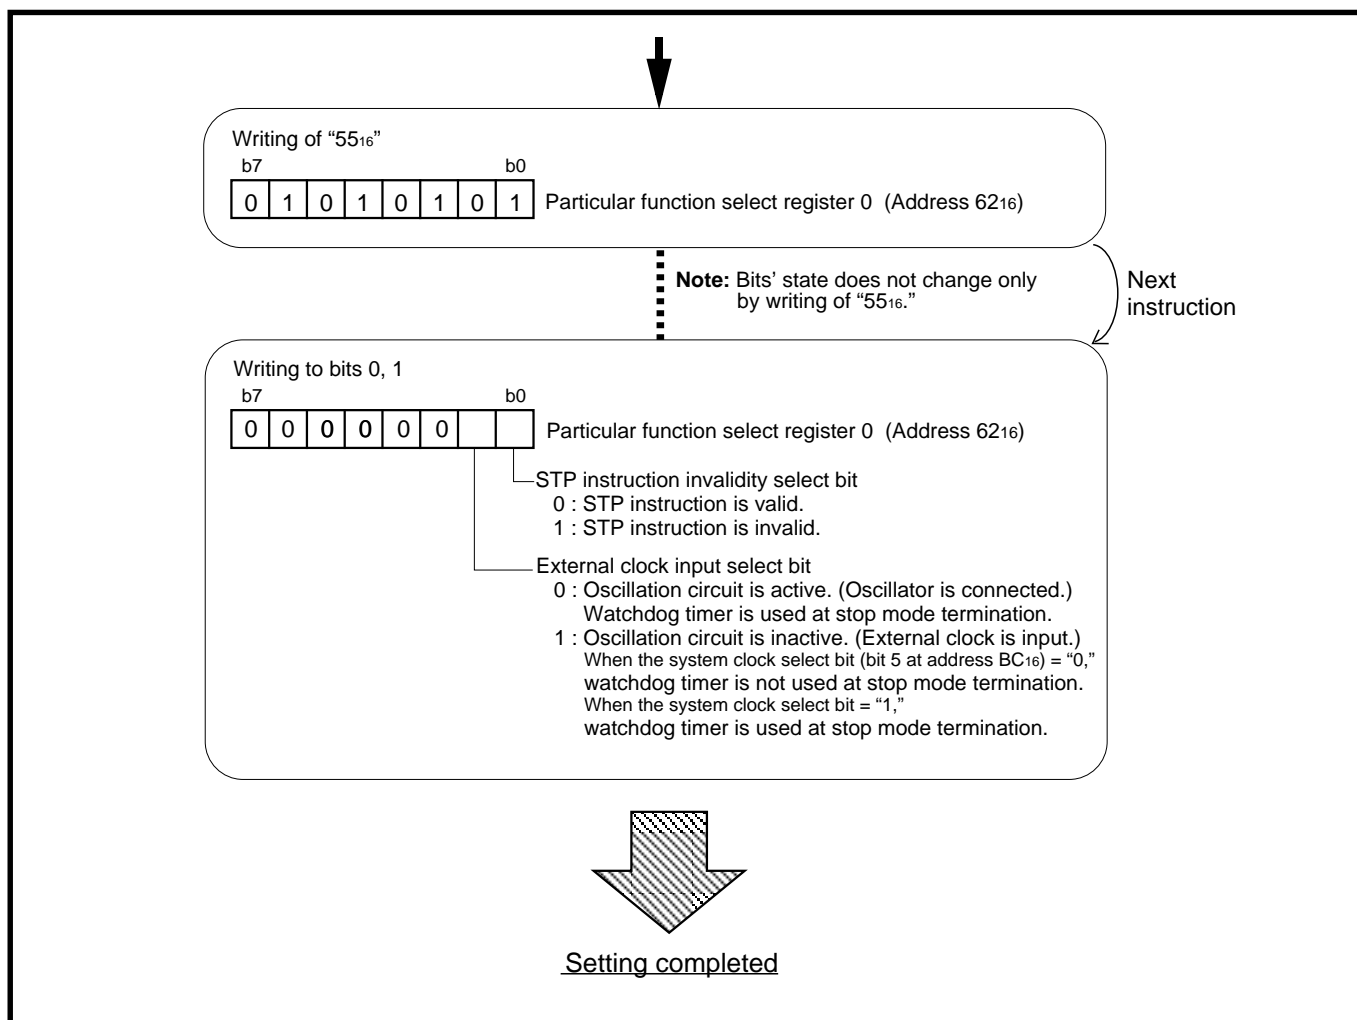 Writing of “55₁₆”
b7 b0
0 1 0 1 0 1 0 1 Particular function select register 0 (Address 62₁₆)
Note: Bits’ state does not change only
by writing of “55₁₆.”
Next
instruction
Writing to bits 0, 1
b7 b0
0 0 0 0 0 0 Particular function select register 0 (Address 62₁₆)
STP instruction invalidity select bit
0 : STP instruction is valid.
1 : STP instruction is invalid.
External clock input select bit
0 : Oscillation circuit is active. (Oscillator is connected.)
Watchdog timer is used at stop mode termination.
1 : Oscillation circuit is inactive. (External clock is input.)
When the system clock select bit (bit 5 at address BC₁₆) = “0,”
watchdog timer is not used at stop mode termination.
When the system clock select bit = “1,”
watchdog timer is used at stop mode termination.
Setting completed